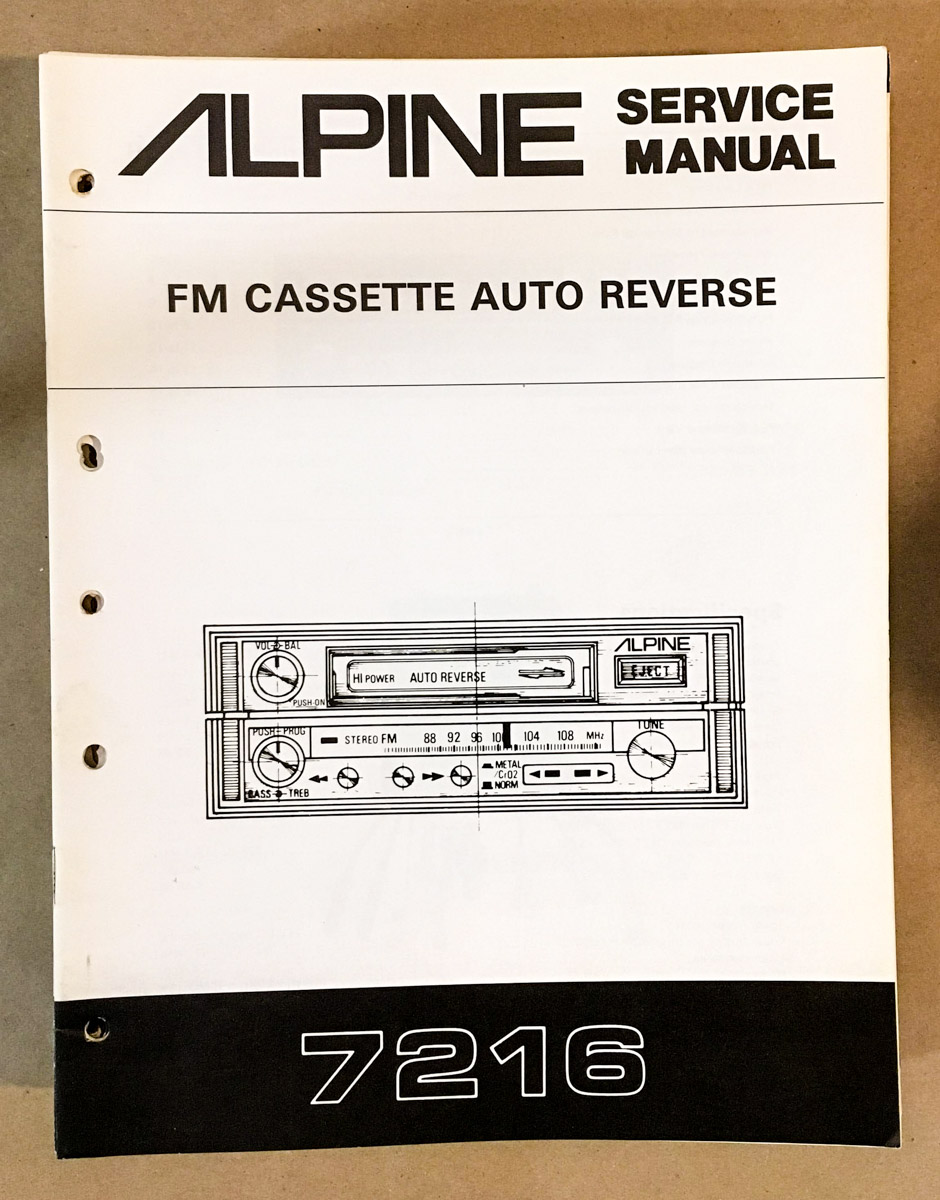 ALPINE
SERVICE
MANUAL
FM CASSETTE AUTO REVERSE
VOL BAL
PUSH-ON
HI POWER AUTO REVERSE
ALPINE
EJECT
PUSH-PROG
BASS TREB
STEREO FM 88 92 96 104 108 MHz
TUNE
METAL
/CrO2
NORM
7216